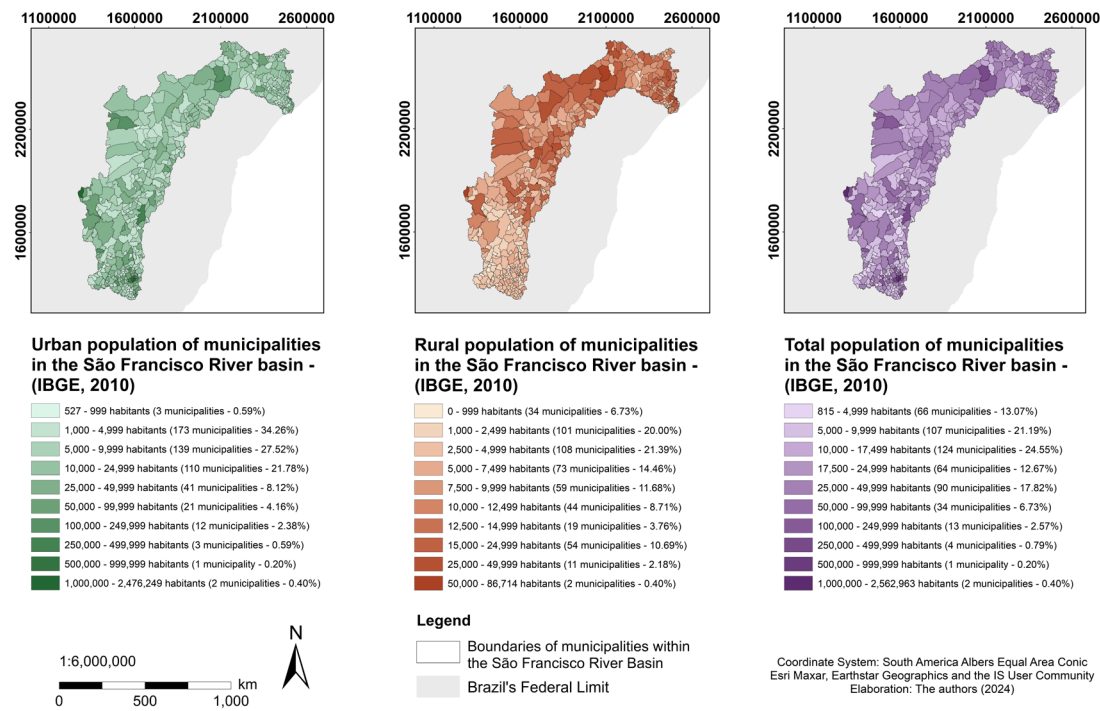 1100000 1600000 2100000 2600000
1100000 1600000 2100000 2600000
1100000 1600000 2100000 2600000
2200000
1600000
2200000
1600000
2200000
1600000
Urban population of municipalities
in the São Francisco River basin -
(IBGE, 2010)
527 - 999 habitants (3 municipalities - 0.59%)
1,000 - 4,999 habitants (173 municipalities - 34.26%)
5,000 - 9,999 habitants (139 municipalities - 27.52%)
10,000 - 24,999 habitants (110 municipalities - 21.78%)
25,000 - 49,999 habitants (41 municipalities - 8.12%)
50,000 - 99,999 habitants (21 municipalities - 4.16%)
100,000 - 249,999 habitants (12 municipalities - 2.38%)
250,000 - 499,999 habitants (3 municipalities - 0.59%)
500,000 - 999,999 habitants (1 municipality - 0.20%)
1,000,000 - 2,476,249 habitants (2 municipalities - 0.40%)
Rural population of municipalities
in the São Francisco River basin -
(IBGE, 2010)
0 - 999 habitants (34 municipalities - 6.73%)
1,000 - 2,499 habitants (101 municipalities - 20.00%)
2,500 - 4,999 habitants (108 municipalities - 21.39%)
5,000 - 7,499 habitants (73 municipalities - 14.46%)
7,500 - 9,999 habitants (59 municipalities - 11.68%)
10,000 - 12,499 habitants (44 municipalities - 8.71%)
12,500 - 14,999 habitants (19 municipalities - 3.76%)
15,000 - 24,999 habitants (54 municipalities - 10.69%)
25,000 - 49,999 habitants (11 municipalities - 2.18%)
50,000 - 86,714 habitants (2 municipalities - 0.40%)
Total population of municipalities
in the São Francisco River basin -
(IBGE, 2010)
815 - 4,999 habitants (66 municipalities - 13.07%)
5,000 - 9,999 habitants (107 municipalities - 21.19%)
10,000 - 17,499 habitants (124 municipalities - 24.55%)
17,500 - 24,999 habitants (64 municipalities - 12.67%)
25,000 - 49,999 habitants (90 municipalities - 17.82%)
50,000 - 99,999 habitants (34 municipalities - 6.73%)
100,000 - 249,999 habitants (13 municipalities - 2.57%)
250,000 - 499,999 habitants (4 municipalities - 0.79%)
500,000 - 999,999 habitants (1 municipality - 0.20%)
1,000,000 - 2,562,963 habitants (2 municipalities - 0.40%)
1:6,000,000
km
0 500 1,000
N
Legend
Boundaries of municipalities within
the São Francisco River Basin
Brazil's Federal Limit
Coordinate System: South America Albers Equal Area Conic
Esri Maxar, Earthstar Geographics and the IS User Community
Elaboration: The authors (2024)